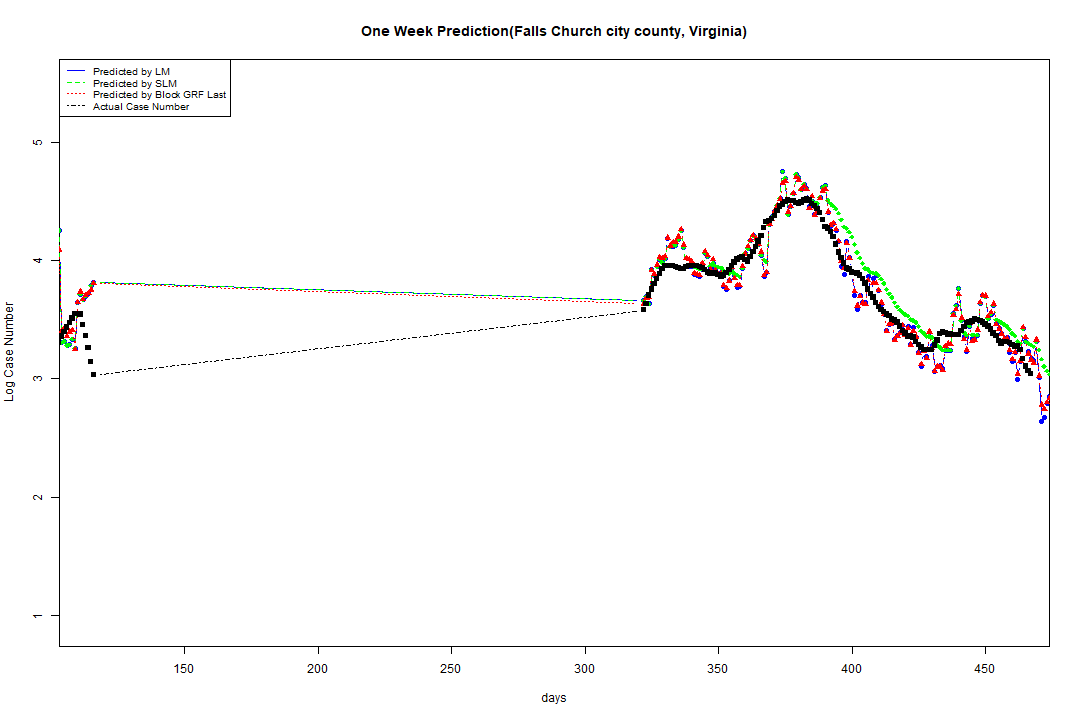 One Week Prediction(Falls Church city county, Virginia)
Predicted by LM
Predicted by SLM
Predicted by Block GRF Last
Actual Case Number
Log Case Number
5
4
3
2
1
150
200
250
300
350
400
450
days